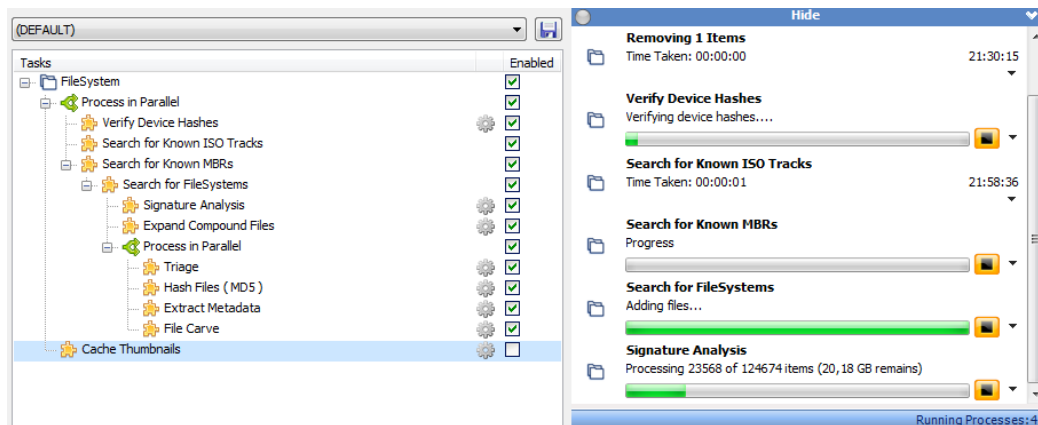 (DEFAULT)
Tasks Enabled
FileSystem
Process in Parallel
Verify Device Hashes
Search for Known ISO Tracks
Search for Known MBRs
Search for FileSystems
Signature Analysis
Expand Compound Files
Process in Parallel
Triage
Hash Files ( MD5 )
Extract Metadata
File Carve
Cache Thumbnails
Hide
Removing 1 Items
Time Taken: 00:00:00 21:30:15
Verify Device Hashes
Verifying device hashes....
Search for Known ISO Tracks
Time Taken: 00:00:01 21:58:36
Search for Known MBRs
Progress
Search for FileSystems
Adding files...
Signature Analysis
Processing 23568 of 124674 items (20,18 GB remains)
Running Processes:4